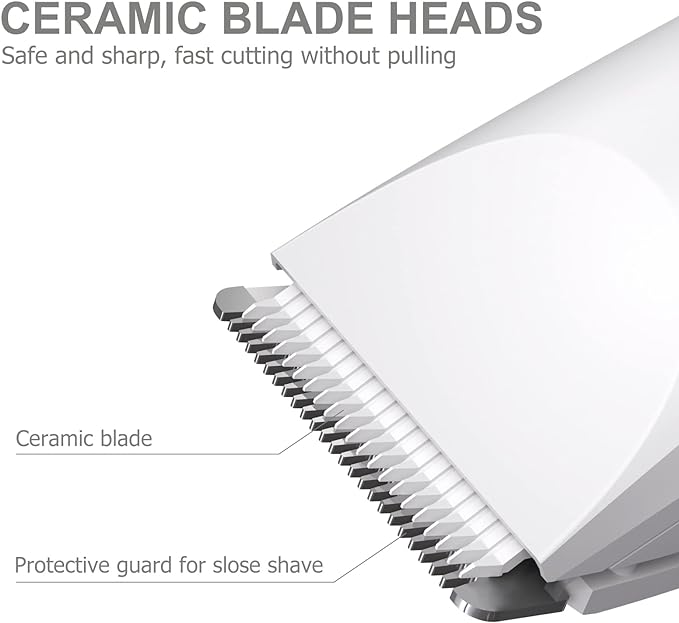 CERAMIC BLADE HEADS
Safe and sharp, fast cutting without pulling
Ceramic blade
Protective guard for slose shave